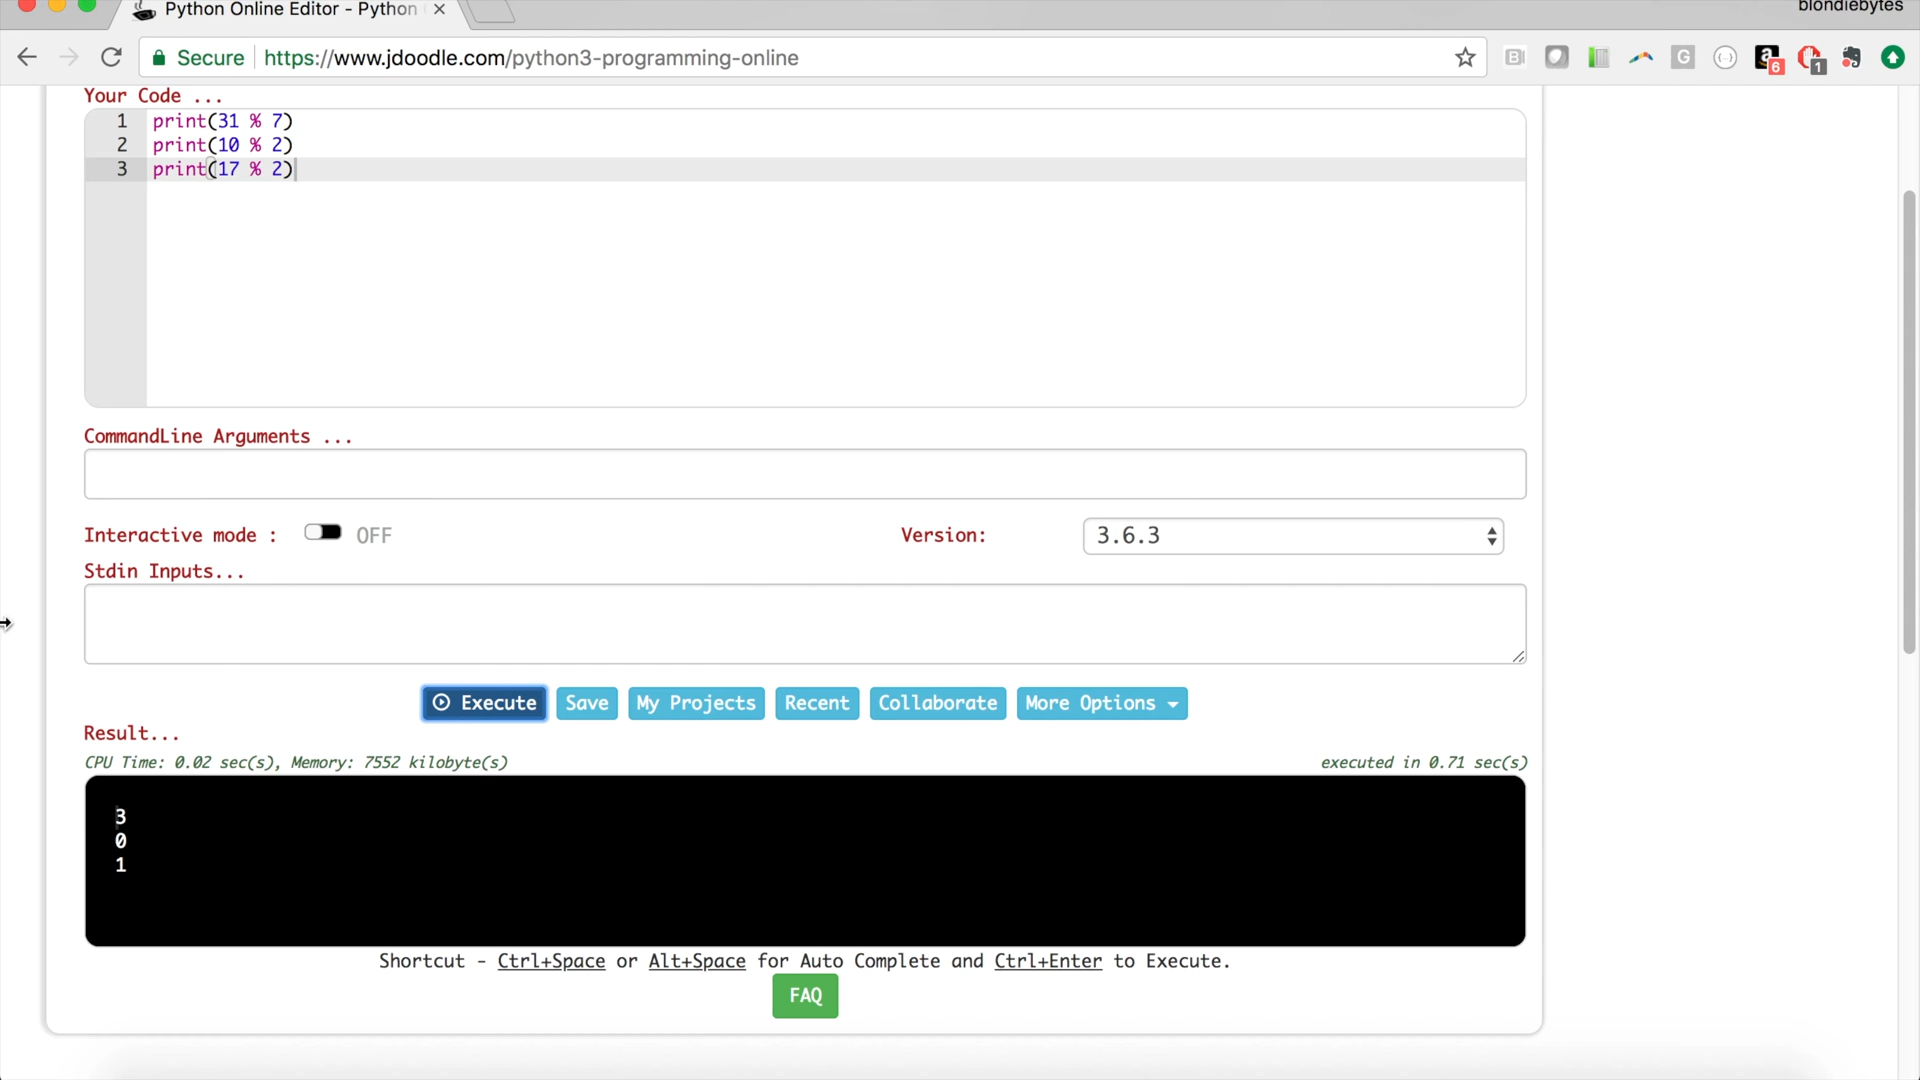 Python Online Editor - Python
blondiebytes
Secure https://www.jdoodle.com/python3-programming-online
6
1
G
Your Code ...
1 print(31 % 7)
2 print(10 % 2)
3 print(17 % 2)
CommandLine Arguments ...
Interactive mode : OFF Version: 3.6.3
Stdin Inputs...
Execute Save My Projects Recent Collaborate More Options
Result...
CPU Time: 0.02 sec(s), Memory: 7552 kilobyte(s) executed in 0.71 sec(s)
3
0
1
Shortcut - Ctrl+Space or Alt+Space for Auto Complete and Ctrl+Enter to Execute.
FAQ